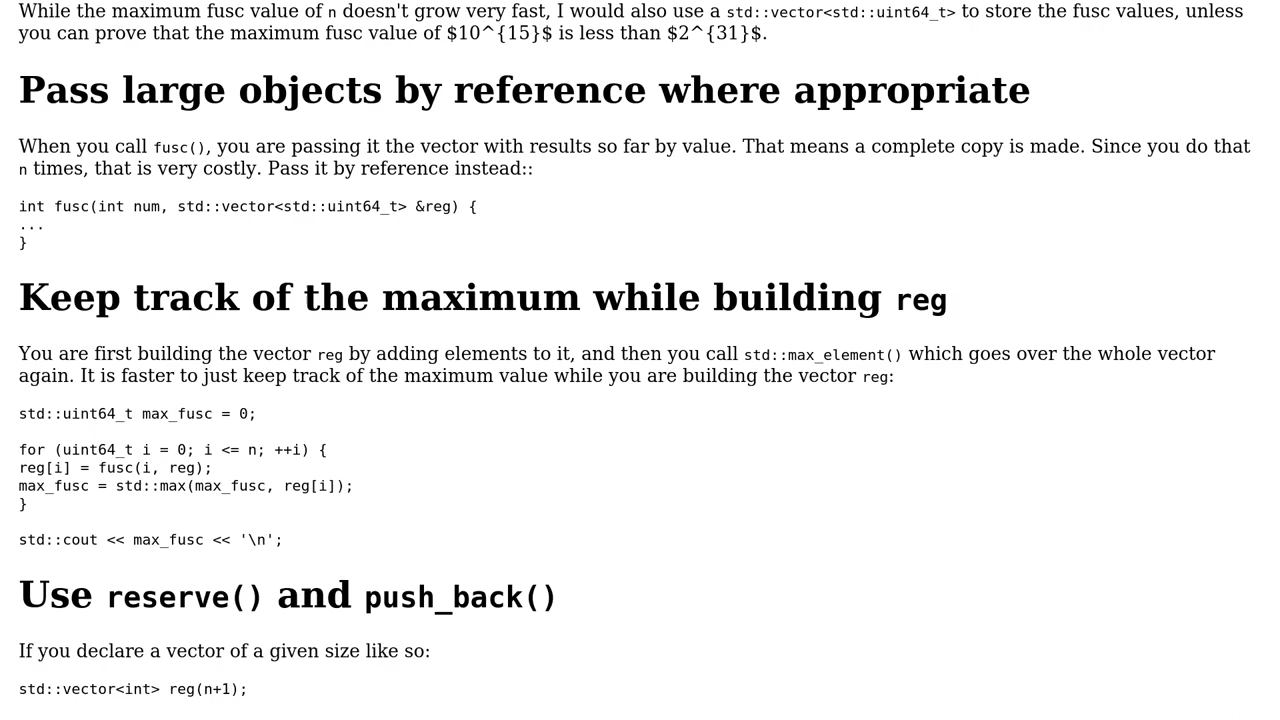 While the maximum fusc value of n doesn't grow very fast, I would also use a std::vector<std::uint64_t> to store the fusc values, unless
you can prove that the maximum fusc value of $10^{15}$ is less than $2^{31}$.
Pass large objects by reference where appropriate
When you call fusc(), you are passing it the vector with results so far by value. That means a complete copy is made. Since you do that
n times, that is very costly. Pass it by reference instead::
int fusc(int num, std::vector<std::uint64_t> &reg) {
...
}
Keep track of the maximum while building reg
You are first building the vector reg by adding elements to it, and then you call std::max_element() which goes over the whole vector
again. It is faster to just keep track of the maximum value while you are building the vector reg:
std::uint64_t max_fusc = 0;
for (uint64_t i = 0; i <= n; ++i) {
reg[i] = fusc(i, reg);
max_fusc = std::max(max_fusc, reg[i]);
}
std::cout << max_fusc << '\n';
Use reserve() and push_back()
If you declare a vector of a given size like so:
std::vector<int> reg(n+1);